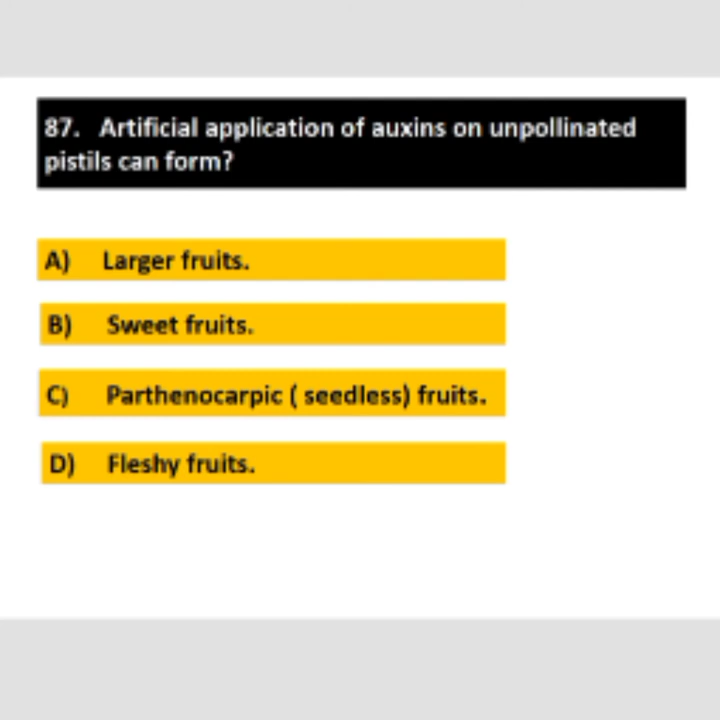 87. Artificial application of auxins on unpollinated
pistils can form?
A) Larger fruits.
B) Sweet fruits.
C) Parthenocarpic ( seedless) fruits.
D) Fleshy fruits.